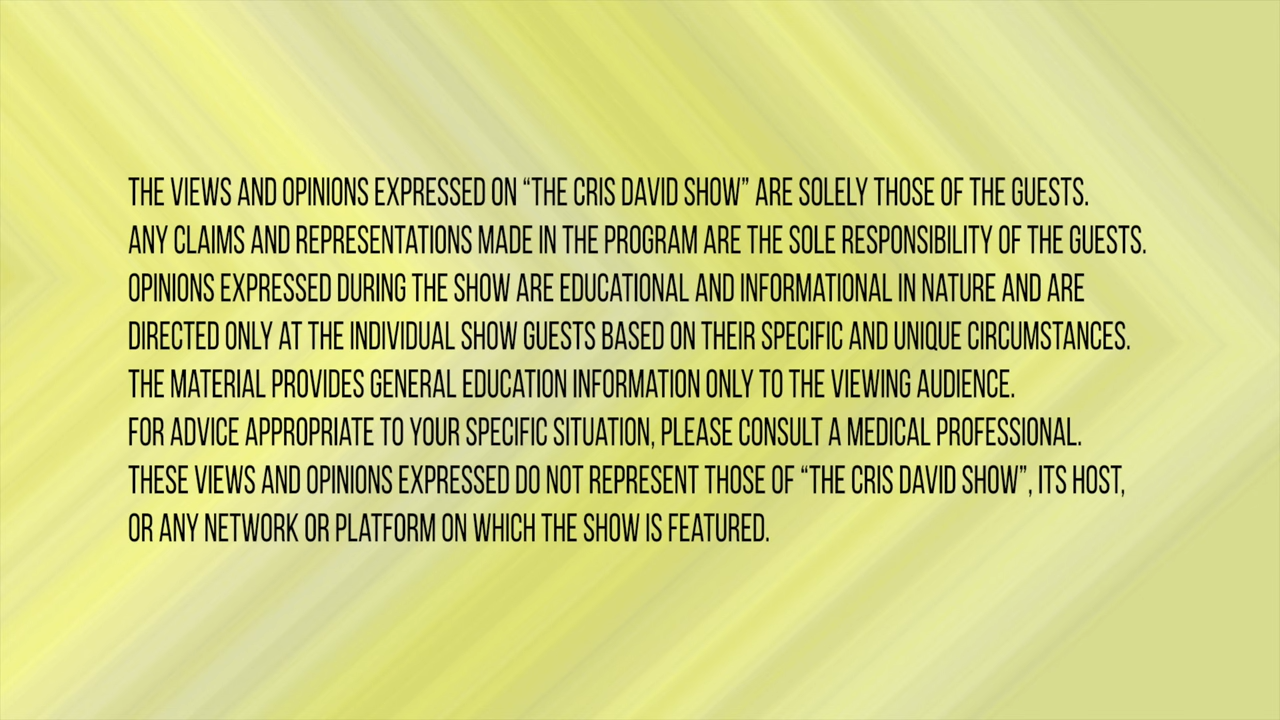 THE VIEWS AND OPINIONS EXPRESSED ON “THE CRIS DAVID SHOW” ARE SOLELY THOSE OF THE GUESTS.
ANY CLAIMS AND REPRESENTATIONS MADE IN THE PROGRAM ARE THE SOLE RESPONSIBILITY OF THE GUESTS.
OPINIONS EXPRESSED DURING THE SHOW ARE EDUCATIONAL AND INFORMATIONAL IN NATURE AND ARE
DIRECTED ONLY AT THE INDIVIDUAL SHOW GUESTS BASED ON THEIR SPECIFIC AND UNIQUE CIRCUMSTANCES.
THE MATERIAL PROVIDES GENERAL EDUCATION INFORMATION ONLY TO THE VIEWING AUDIENCE.
FOR ADVICE APPROPRIATE TO YOUR SPECIFIC SITUATION, PLEASE CONSULT A MEDICAL PROFESSIONAL.
THESE VIEWS AND OPINIONS EXPRESSED DO NOT REPRESENT THOSE OF “THE CRIS DAVID SHOW”, ITS HOST,
OR ANY NETWORK OR PLATFORM ON WHICH THE SHOW IS FEATURED.